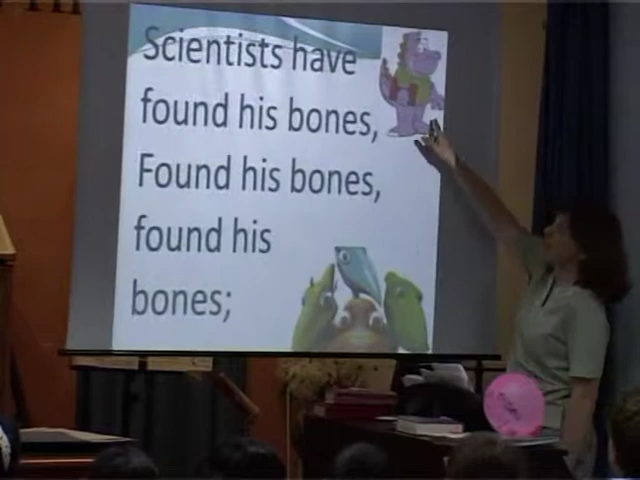 Scientists have
found his bones,
Found his bones,
found his
bones;